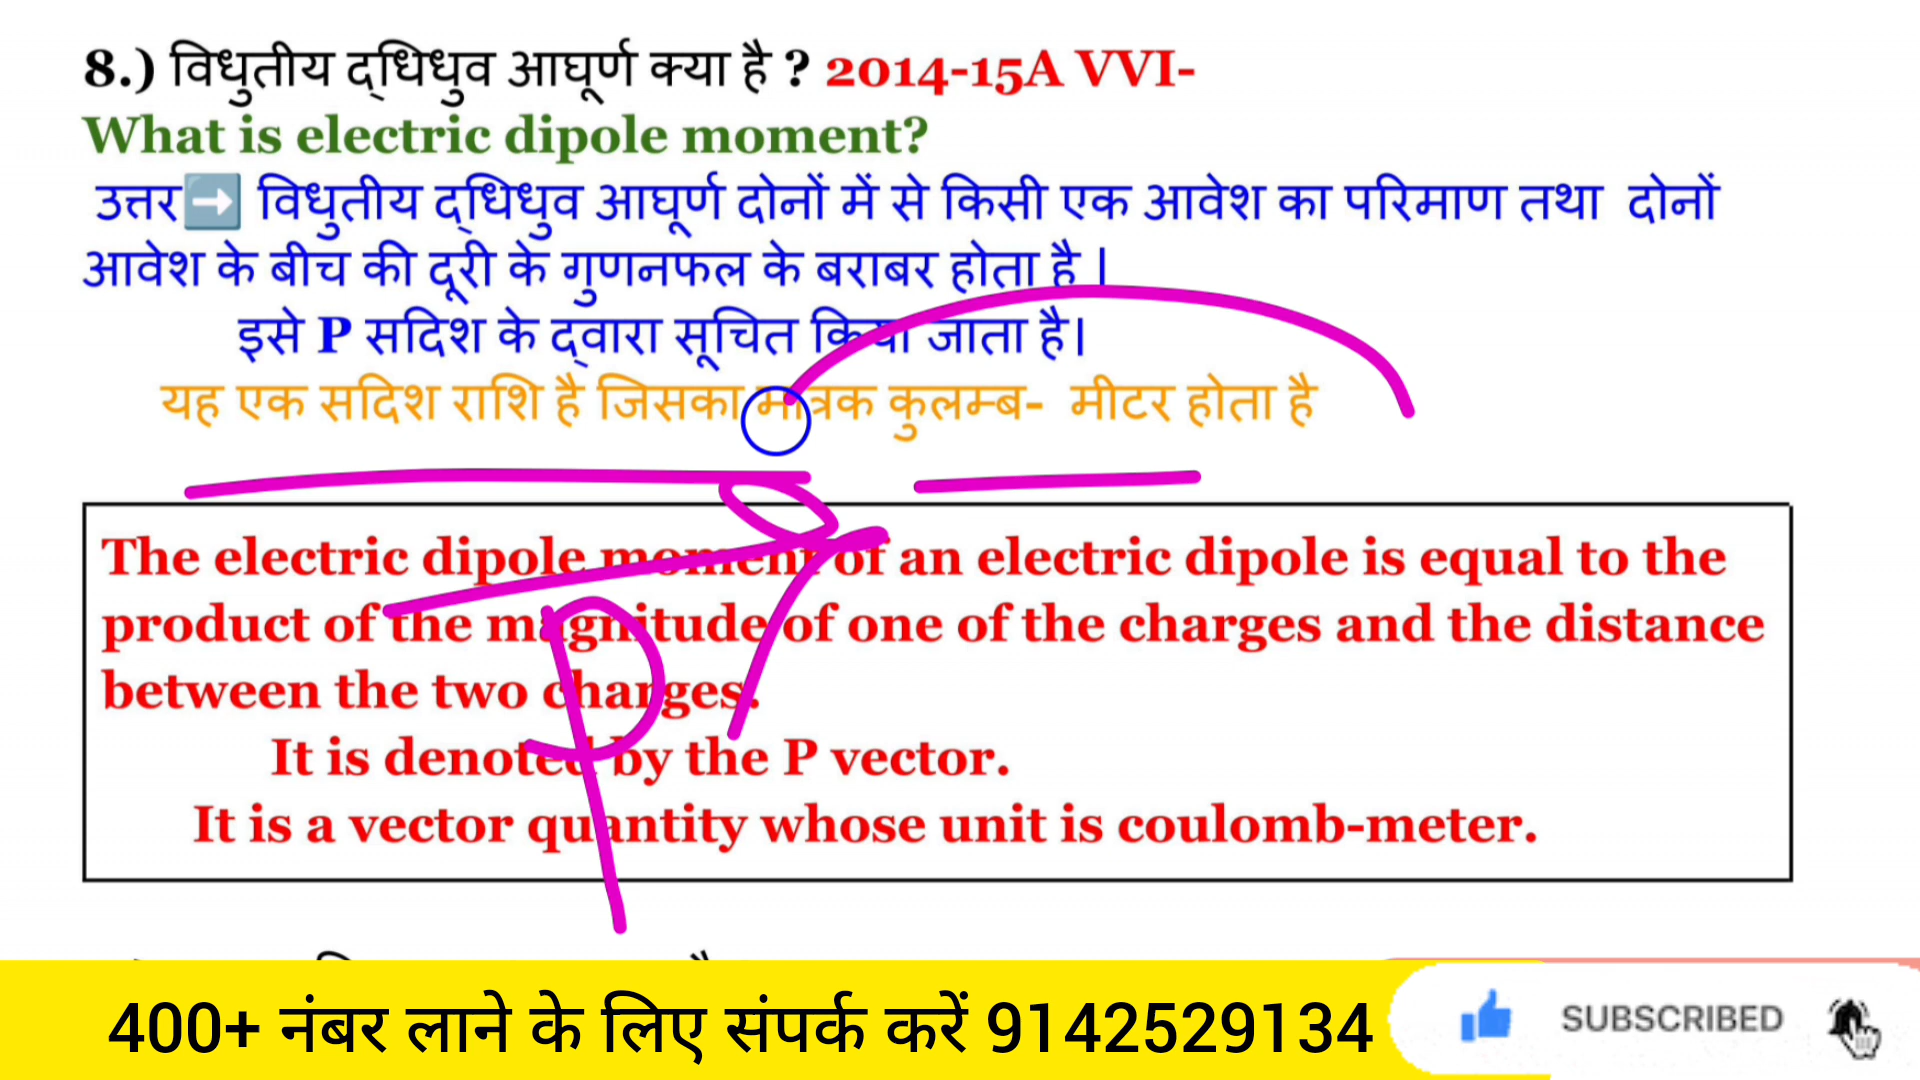 8.) विधुतीय द्धिधुव आघूर्ण क्या है ? 2014-15A VVI-
What is electric dipole moment?
उत्तर➡️ विधुतीय द्धिधुव आघूर्ण दोनों में से किसी एक आवेश का परिमाण तथा दोनों
आवेश के बीच की दूरी के गुणनफल के बराबर होता है |
इसे P सदिश के द्वारा सूचित किया जाता है|
यह एक सदिश राशि है जिसका मात्रक कुलम्ब- मीटर होता है
The electric dipole moment of an electric dipole is equal to the
product of the magnitude of one of the charges and the distance
between the two charges.
It is denoted by the P vector.
It is a vector quantity whose unit is coulomb-meter.
P
400+ नंबर लाने के लिए संपर्क करें 9142529134
SUBSCRIBED